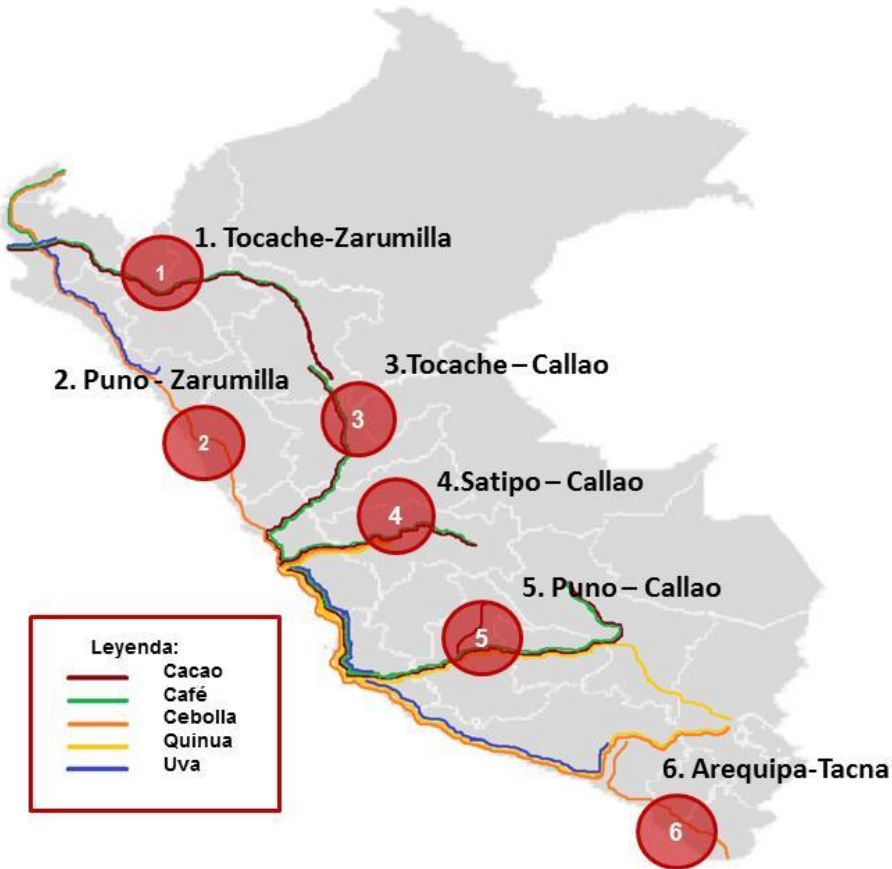 1. Tocache-Zarumilla
1
2. Puno - Zarumilla
2
3.Tocache – Callao
3
4.Satipo – Callao
4
5. Puno – Callao
5
6. Arequipa-Tacna
6
Leyenda:
Cacao
Café
Cebolla
Quinua
Uva